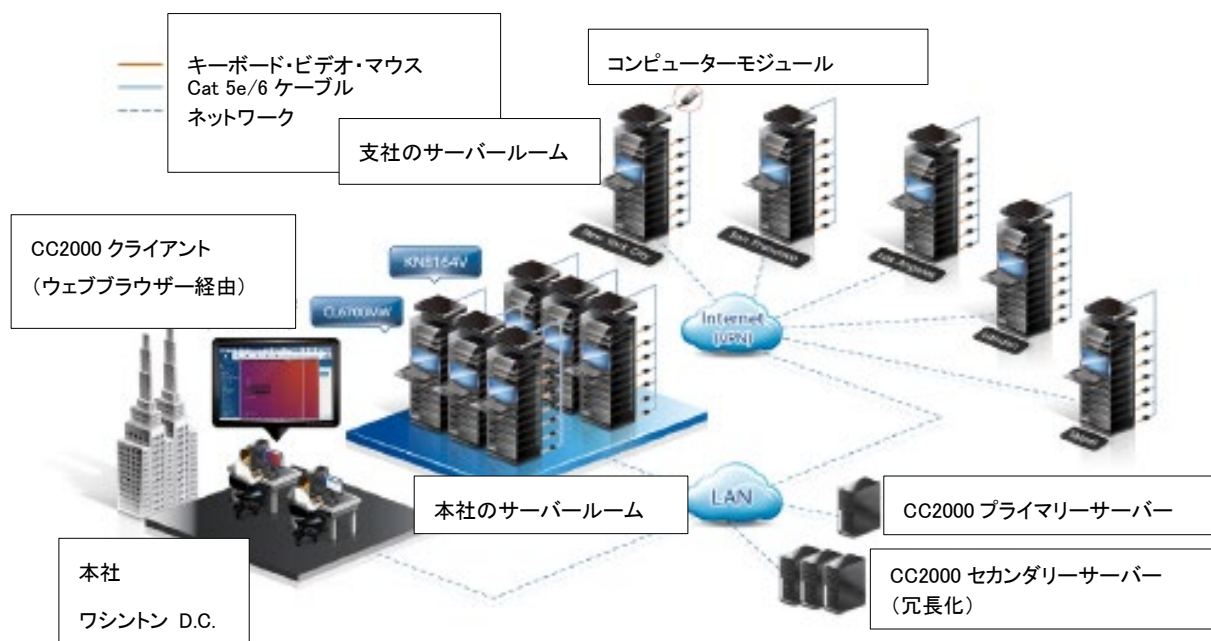 キーボード・ビデオ・マウス
Cat 5e/6 ケーブル
ネットワーク
コンピューターモジュール
支社のサーバールーム
CC2000 クライアント
（ウェブブラウザー経由）
KN8164V
CL6700MW
New York City
San Francisco
Los Angeles
London
Internet
(VPN)
LAN
本社のサーバールーム
CC2000 プライマリーサーバー
CC2000 セカンダリーサーバー
（冗長化）
本社
ワシントン D.C.